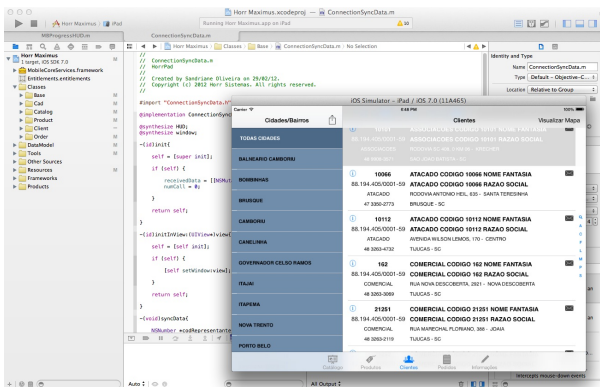 Horr Maximus.xcodeproj — ConnectionSyncData.m
Horr Maximus iPad
Running Horr Maximus.app on iPad
10
MBProgressHUD.m
ConnectionSyncData.m
Horr Maximus Classes Base ConnectionSyncData.m No Selection
Horr Maximus
1 target, iOS SDK 7.0
MobileCoreServices.framework
Entitlements.entitlements
Classes
Base
Cad
Catalog
Product
Client
Order
DataModel
Tools
Other Sources
Resources
Frameworks
Products
M
//
// ConnectionSyncData.m
// HorrPad
//
// Created by Sandriane Oliveira on 29/02/12.
// Copyright (c) 2012 Horr Sistemas. All rights reserved.
//
#import "ConnectionSyncData.h"
@implementation ConnectionSyncData
@synthesize HUD;
@synthesize window;
-(id)init{
self = [super init];
if (self) {
receivedData = [[NSMut
numCall = 0;
}
return self;
}
-(id)initInView:(UIView*)view{
self = [self init];
if (self) {
[self setWindow:view];
}
return self;
}
-(void)syncData{
NSNumber *codRepresentante
Identity and Type
Name ConnectionSyncData.m
Type Default - Objective-C...
Location Relative to Group
iOS Simulator - iPad / iOS 7.0 (11A465)
Carrier
5:48 PM
100%
Cidades/Bairros
Clientes
Visualizar Mapa
TODAS CIDADES
BALNEARIO CAMBORIU
BOMBINHAS
BRUSQUE
CAMBORIU
CANELINHA
GOVERNADOR CELSO RAMOS
ITAJAI
ITAPEMA
NOVA TRENTO
PORTO BELO
10066 ATACADO CODIGO 10066 NOME FANTASIA
88.194.405/0001-59 ATACADO CODIGO 10066 RAZAO SOCIAL
ATACADO RODOVIA ANTONIO HEIL, 635 - SANTA TERESINHA
47 3350-2773 BRUSQUE - SC
10112 ATACADO CODIGO 10112 NOME FANTASIA
88.194.405/0001-59 ATACADO CODIGO 10112 RAZAO SOCIAL
ATACADO AVENIDA WILSON LEMOS, 170 - CENTRO
48 3263-4732 TIJUCAS - SC
162 COMERCIAL CODIGO 162 NOME FANTASIA
88.194.405/0001-59 COMERCIAL CODIGO 162 RAZAO SOCIAL
COMERCIAL RUA NOVA DESCOBERTA, 2921 - NOVA DESCOBERTA
TIJUCAS - SC
21251 COMERCIAL CODIGO 21251 NOME FANTASIA
88.194.405/0001-59 COMERCIAL CODIGO 21251 RAZAO SOCIAL
COMERCIAL RUA MARECHAL FLORIANO, 388 - JOAIA
48 3263-2119 TIJUCAS - SC
Catálogo
Produtos
Clientes
Pedidos
Informações
Auto
All Output
Intercepts mouse-down events